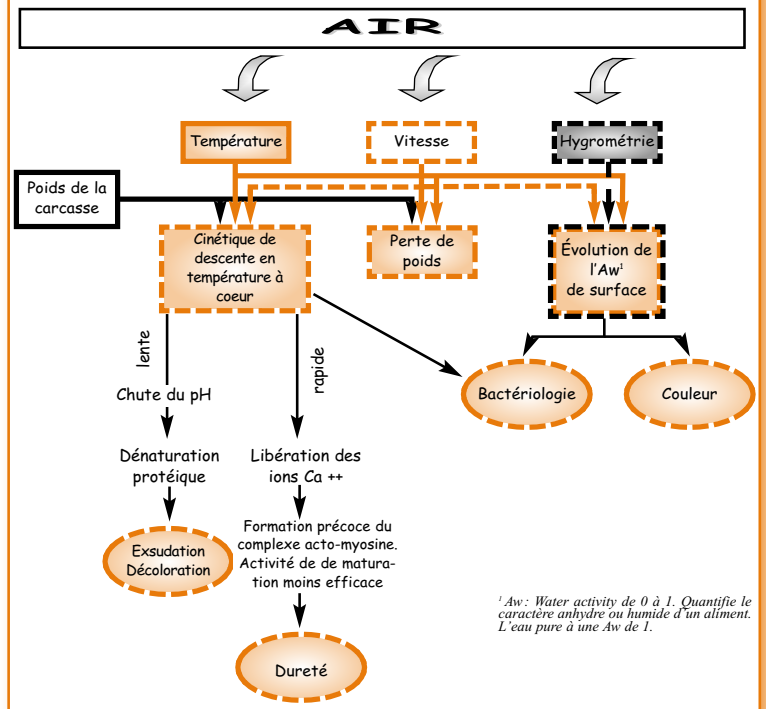 AIR
Température
Vitesse
Hygrométrie
Poids de la
carcasse
Cinétique de
descente en
température à
coeur
Perte de
poids
Évolution de
l'Aw¹
de surface
lente
rapide
Bactériologie
Couleur
Chute du pH
Dénaturation
protéique
Libération des
ions Ca ++
Exsudation
Décoloration
Formation précoce du
complexe acto-myosine.
Activité de de matura-
tion moins efficace
Dureté
¹ Aw : Water activity de 0 à 1. Quantifie le
caractère anhydre ou humide d'un aliment.
L'eau pure à une Aw de 1.